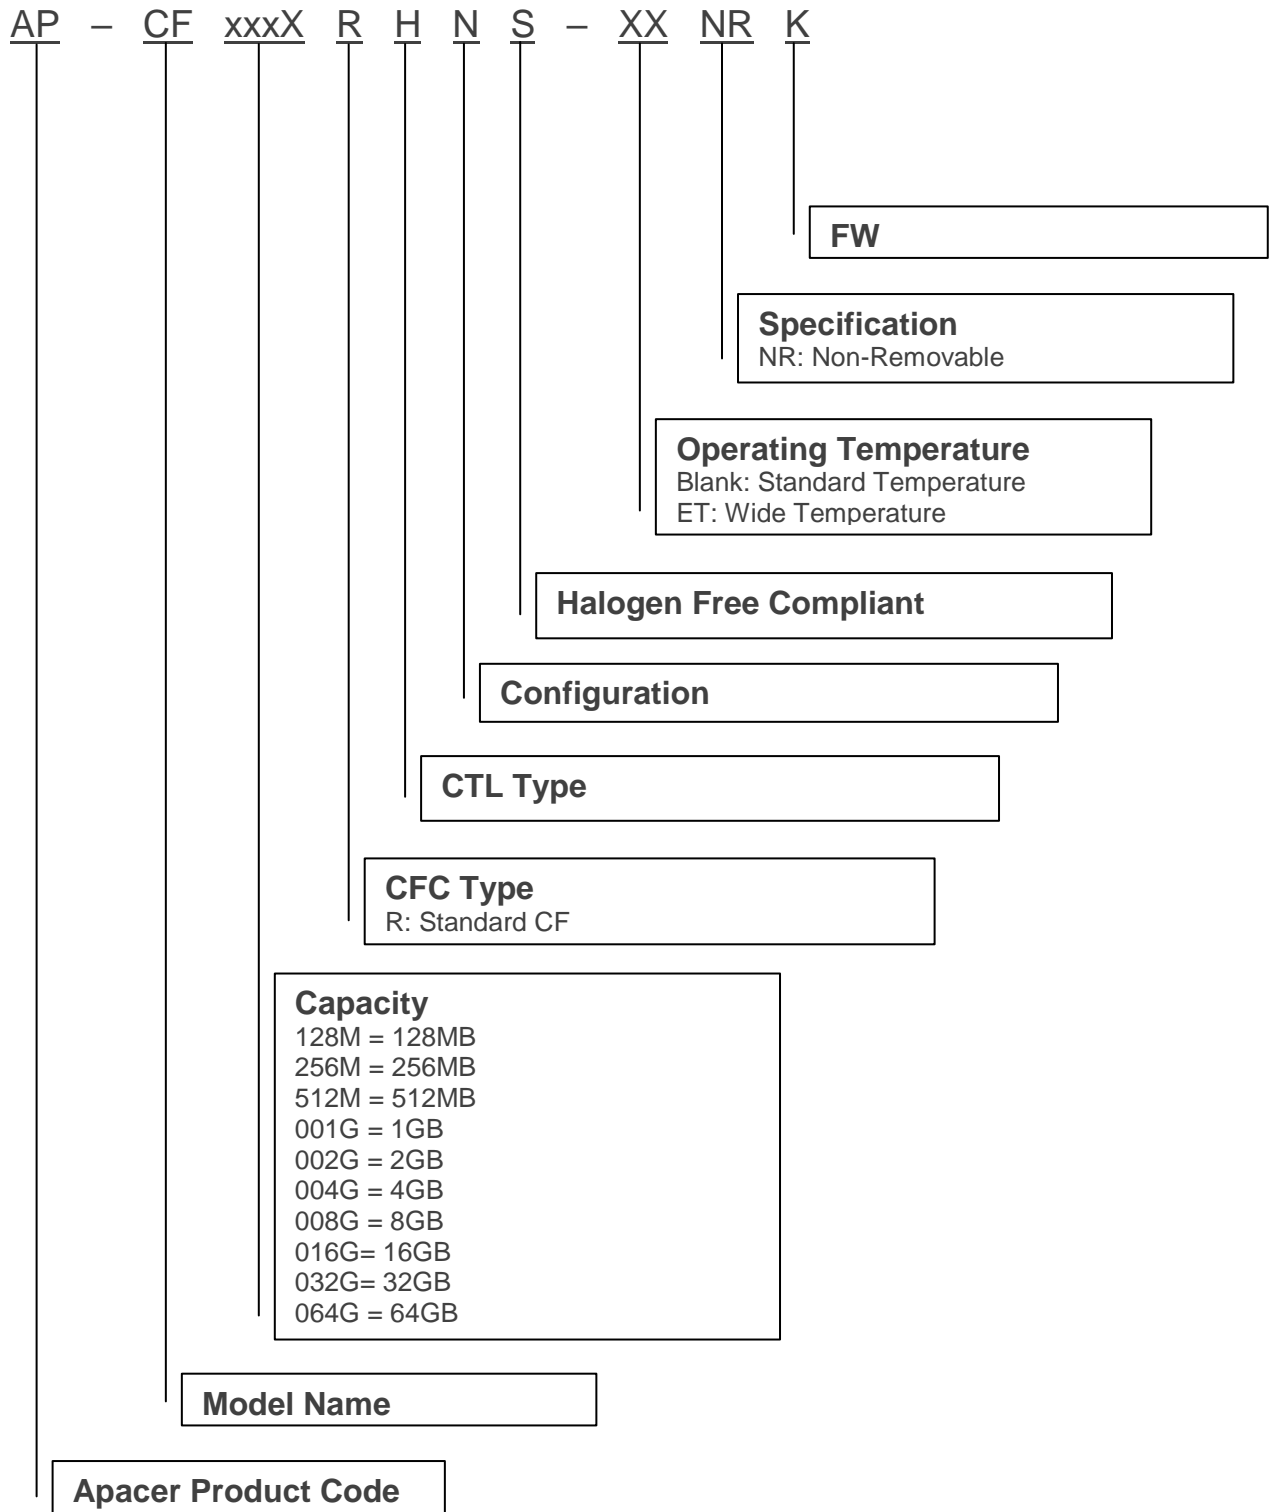 AP – CF xxxX R H N S – XX NR K
FW
Specification
NR: Non-Removable
Operating Temperature
Blank: Standard Temperature
ET: Wide Temperature
Halogen Free Compliant
Configuration
CTL Type
CFC Type
R: Standard CF
Capacity
128M = 128MB
256M = 256MB
512M = 512MB
001G = 1GB
002G = 2GB
004G = 4GB
008G = 8GB
016G= 16GB
032G= 32GB
064G = 64GB
Model Name
Apacer Product Code